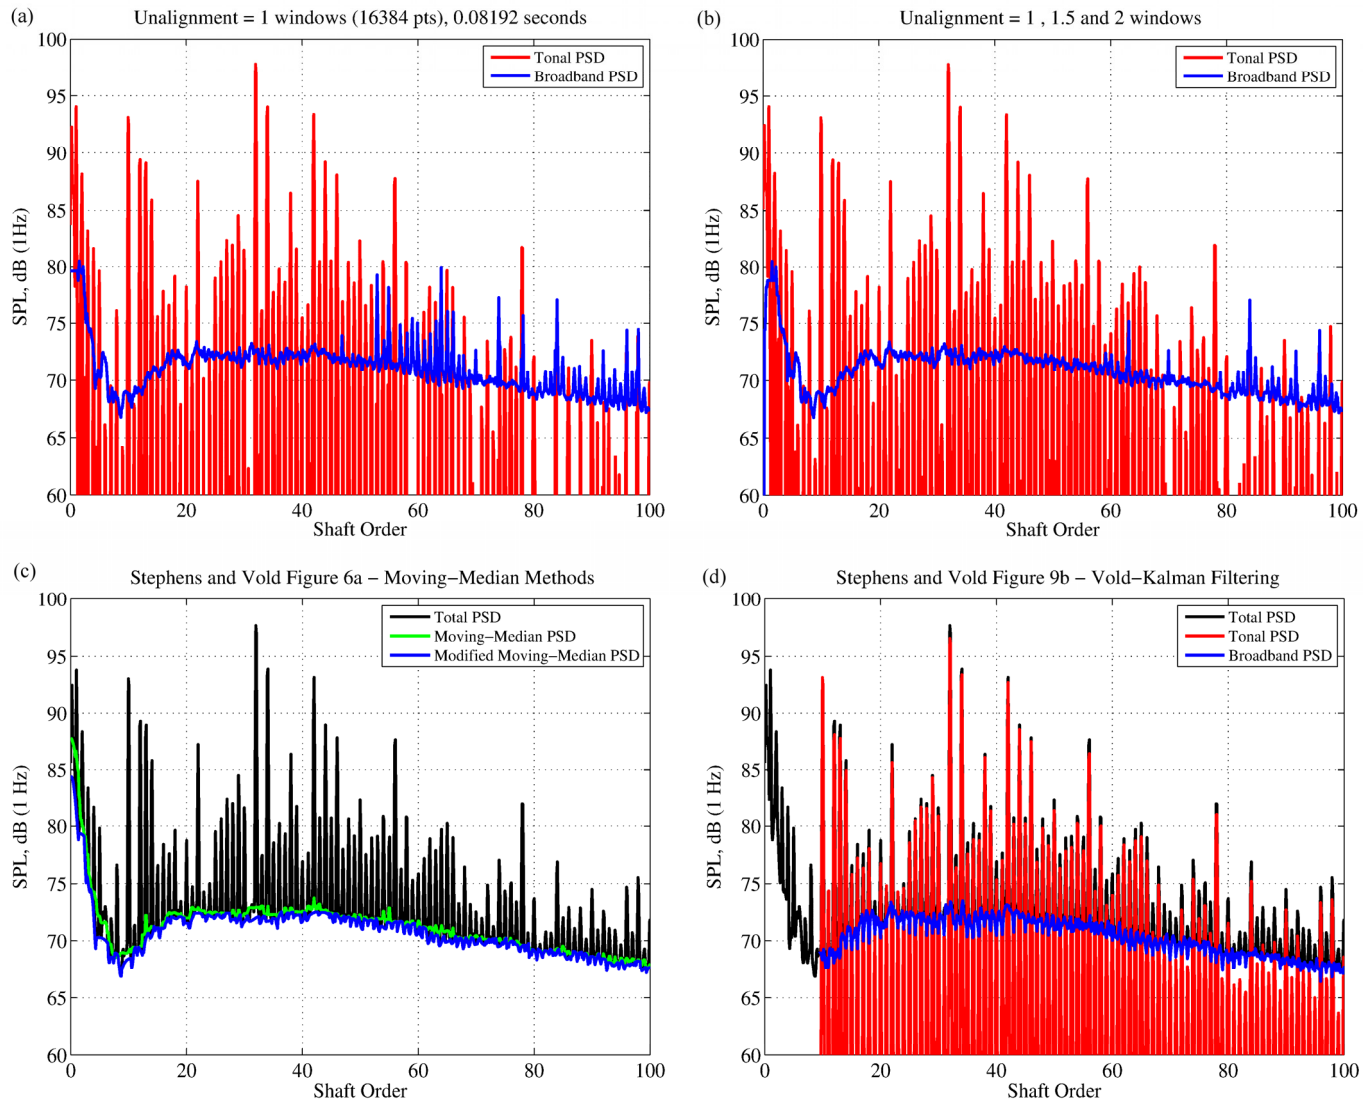 (a)
Unalignment = 1 windows (16384 pts), 0.08192 seconds
Tonal PSD
Broadband PSD
SPL, dB (1Hz)
100
95
90
85
80
75
70
65
60
0 20 40 60 80 100
Shaft Order
(b)
Unalignment = 1 , 1.5 and 2 windows
Tonal PSD
Broadband PSD
SPL, dB (1Hz)
100
95
90
85
80
75
70
65
60
0 20 40 60 80 100
Shaft Order
(c)
Stephens and Vold Figure 6a − Moving−Median Methods
Total PSD
Moving−Median PSD
Modified Moving−Median PSD
SPL, dB (1 Hz)
100
95
90
85
80
75
70
65
60
0 20 40 60 80 100
Shaft Order
(d)
Stephens and Vold Figure 9b − Vold−Kalman Filtering
Total PSD
Tonal PSD
Broadband PSD
SPL, dB (1 Hz)
100
95
90
85
80
75
70
65
60
0 20 40 60 80 100
Shaft Order